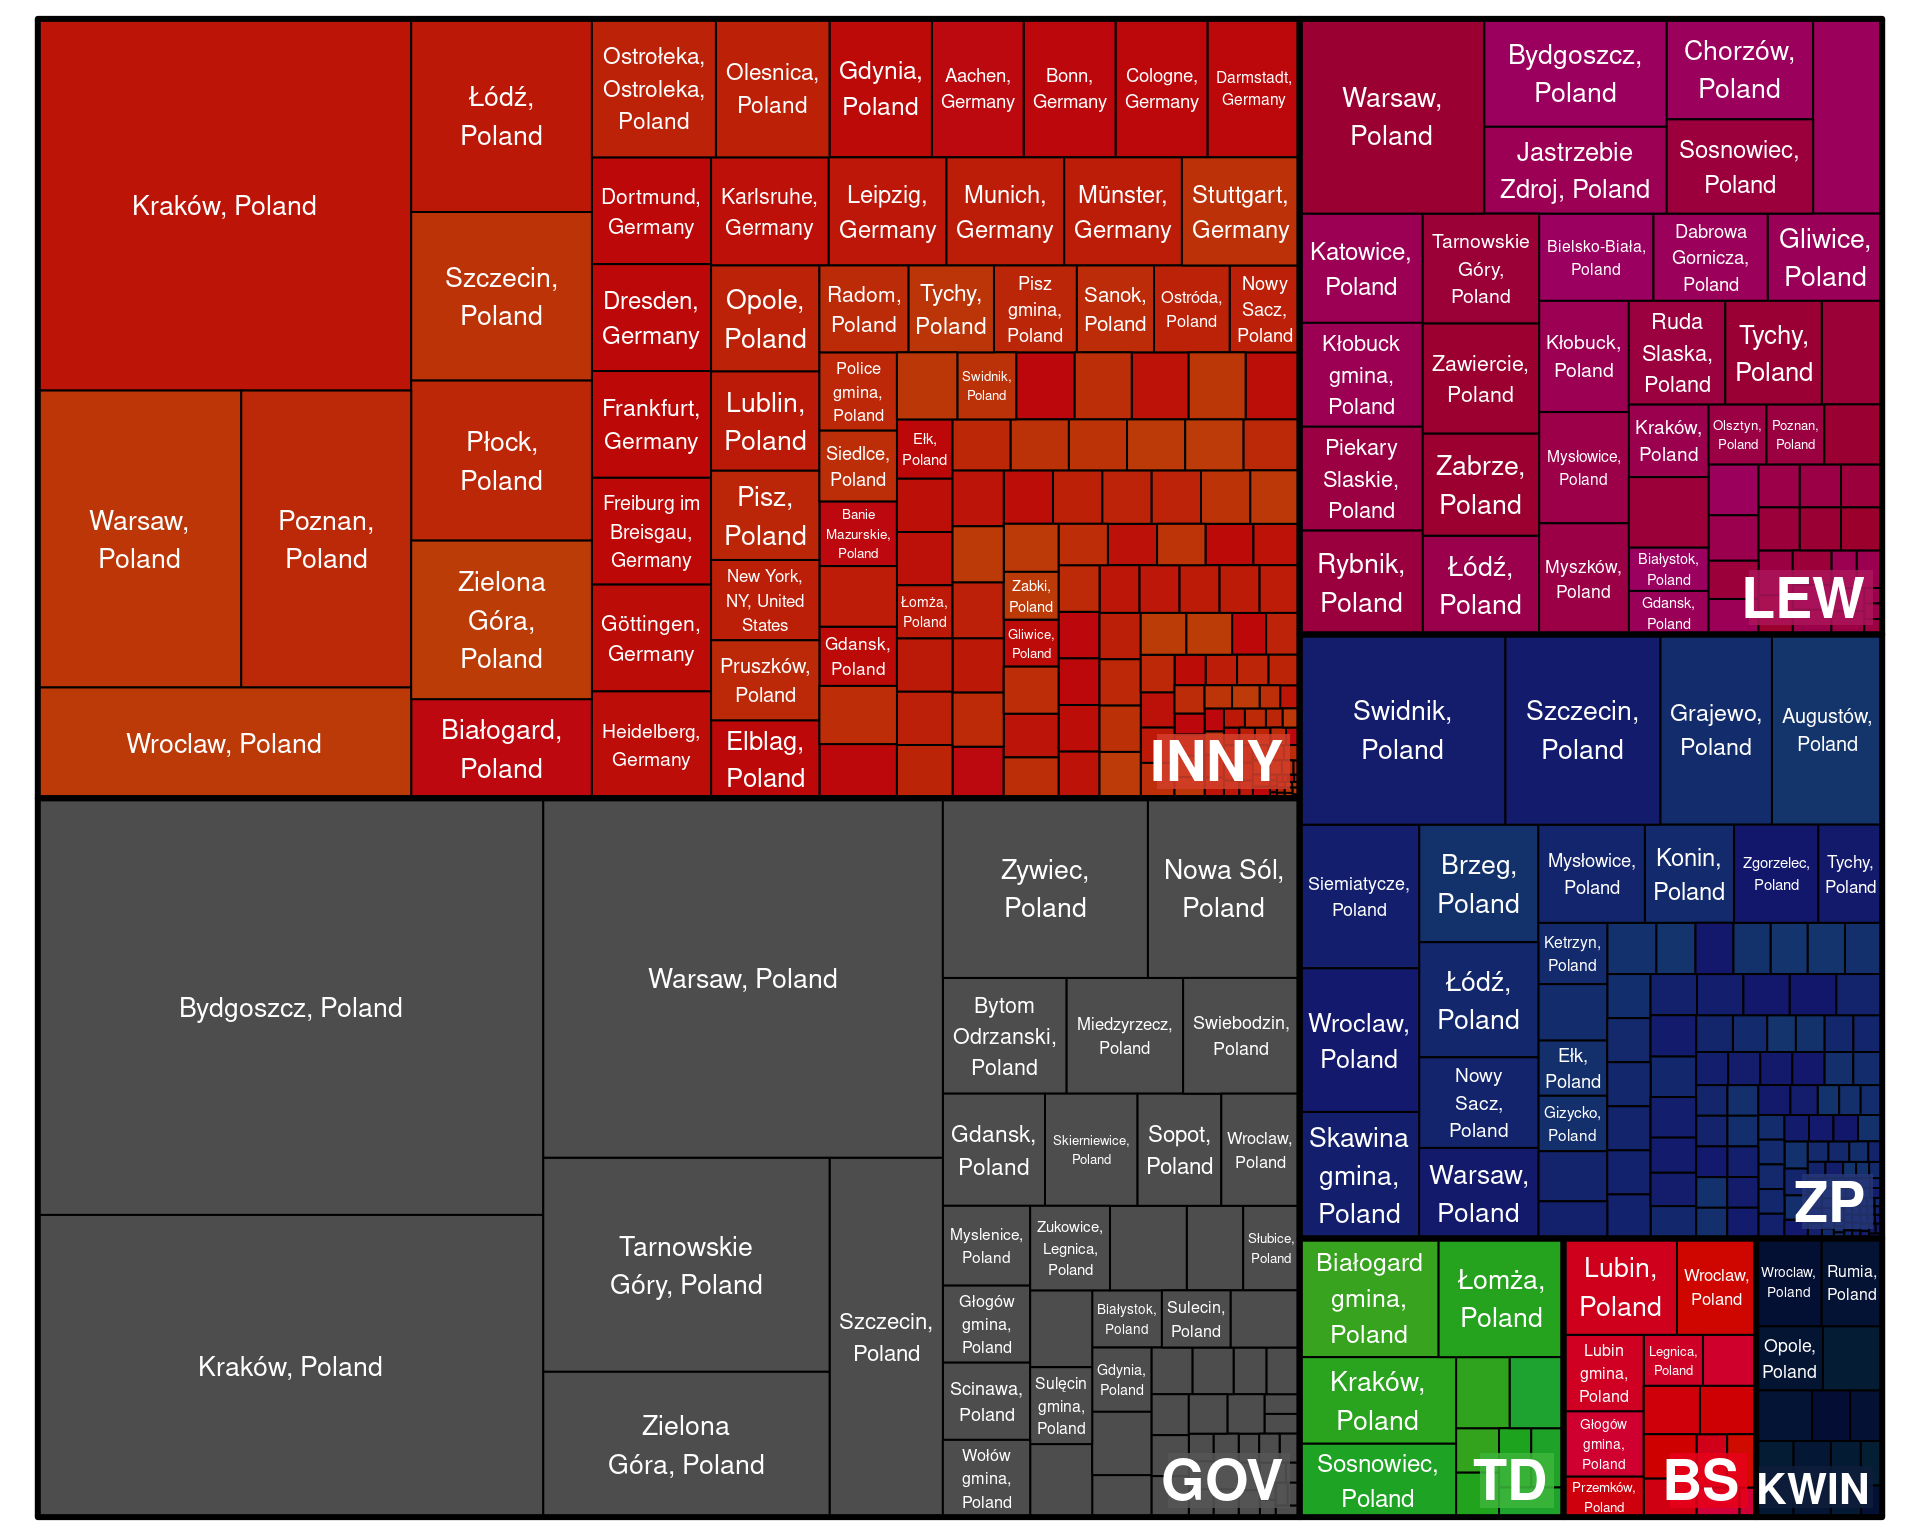 Kraków, Poland
Warsaw,
Poland
Poznan,
Poland
Wroclaw, Poland
Łódź,
Poland
Szczecin,
Poland
Płock,
Poland
Zielona
Góra,
Poland
Białogard,
Poland
Ostrołeka,
Ostroleka,
Poland
Olesnica,
Poland
Gdynia,
Poland
Aachen,
Germany
Bonn,
Germany
Cologne,
Germany
Darmstadt,
Germany
Dortmund,
Germany
Karlsruhe,
Germany
Leipzig,
Germany
Munich,
Germany
Münster,
Germany
Stuttgart,
Germany
Dresden,
Germany
Frankfurt,
Germany
Freiburg im
Breisgau,
Germany
Göttingen,
Germany
Heidelberg,
Germany
Opole,
Poland
Lublin,
Poland
Pisz,
Poland
New York,
NY, United
States
Pruszków,
Poland
Elblag,
Poland
Radom,
Poland
Tychy,
Poland
Pisz
gmina,
Poland
Sanok,
Poland
Ostróda,
Poland
Nowy
Sacz,
Poland
Police
gmina,
Poland
Siedlce,
Poland
Banie
Mazurskie,
Poland
Gdansk,
Poland
Swidnik,
Poland
Ełk,
Poland
Łomża,
Poland
Zabki,
Poland
Gliwice,
Poland
INNY
Warsaw,
Poland
Bydgoszcz,
Poland
Jastrzebie
Zdroj, Poland
Chorzów,
Poland
Sosnowiec,
Poland
Katowice,
Poland
Kłobuck
gmina,
Poland
Piekary
Slaskie,
Poland
Rybnik,
Poland
Tarnowskie
Góry,
Poland
Zawiercie,
Poland
Zabrze,
Poland
Łódź,
Poland
Bielsko-Biała,
Poland
Dabrowa
Gornicza,
Poland
Gliwice,
Poland
Kłobuck,
Poland
Mysłowice,
Poland
Myszków,
Poland
Ruda
Slaska,
Poland
Tychy,
Poland
Kraków,
Poland
Olsztyn,
Poland
Poznan,
Poland
Białystok,
Poland
Gdansk,
Poland
LEW
Bydgoszcz, Poland
Kraków, Poland
Warsaw, Poland
Tarnowskie
Góry, Poland
Zielona
Góra, Poland
Szczecin,
Poland
Zywiec,
Poland
Nowa Sól,
Poland
Bytom
Odrzanski,
Poland
Miedzyrzecz,
Poland
Swiebodzin,
Poland
Gdansk,
Poland
Skierniewice,
Poland
Sopot,
Poland
Wroclaw,
Poland
Myslenice,
Poland
Głogów
gmina,
Poland
Scinawa,
Poland
Wołów
gmina,
Poland
Zukowice,
Legnica,
Poland
Słubice,
Poland
Sulęcin
gmina,
Poland
Białystok,
Poland
Sulecin,
Poland
Gdynia,
Poland
GOV
Swidnik,
Poland
Szczecin,
Poland
Grajewo,
Poland
Augustów,
Poland
Siemiatycze,
Poland
Wroclaw,
Poland
Skawina
gmina,
Poland
Brzeg,
Poland
Łódź,
Poland
Nowy
Sacz,
Poland
Warsaw,
Poland
Mysłowice,
Poland
Konin,
Poland
Zgorzelec,
Poland
Tychy,
Poland
Ketrzyn,
Poland
Ełk,
Poland
Gizycko,
Poland
ZP
Białogard
gmina,
Poland
Łomża,
Poland
Kraków,
Poland
Sosnowiec,
Poland
TD
Lubin,
Poland
Wroclaw,
Poland
Lubin
gmina,
Poland
Legnica,
Poland
Głogów
gmina,
Poland
Przemków,
Poland
BS
Wroclaw,
Poland
Rumia,
Poland
Opole,
Poland
KWIN